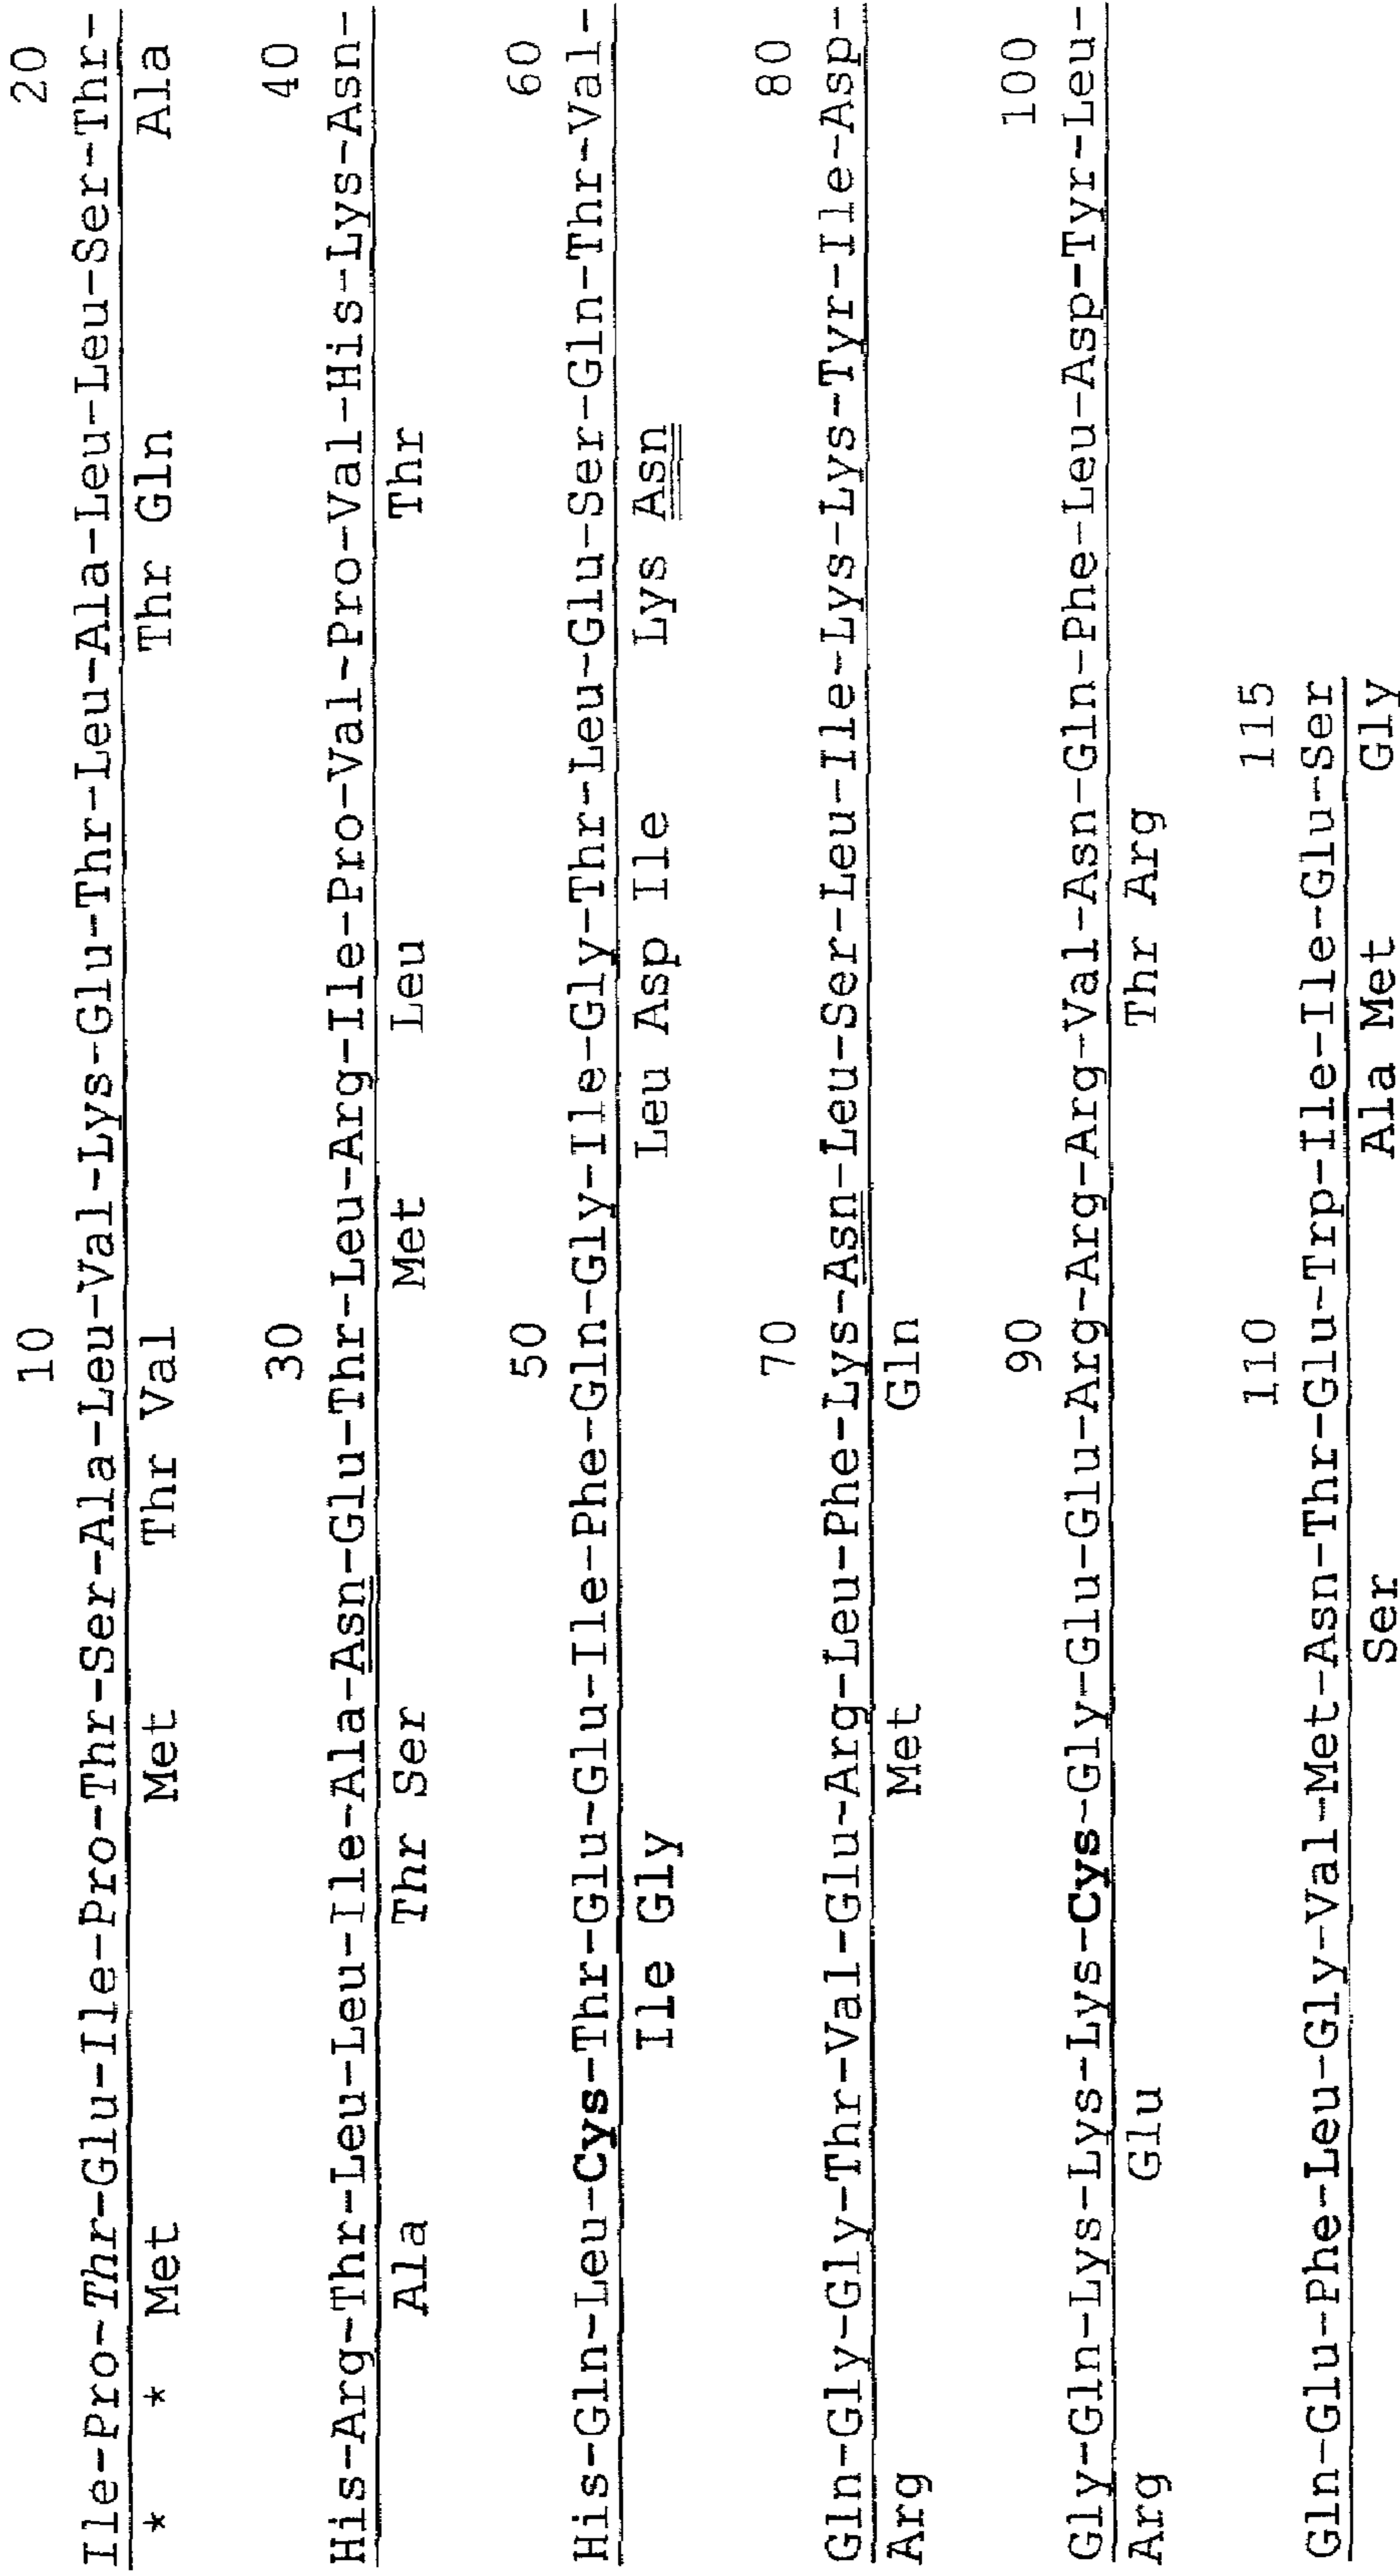 10 20
Ile-Pro-Thr-Glu-Ile-Pro-Thr-Ser-Ala-Leu-Val-Lys-Glu-Thr-Leu-Ala-Leu-Leu-Ser-Thr-
* * Met Met Thr Val Thr Gln Ala
30 40
His-Arg-Thr-Leu-Leu-Ile-Ala-Asn-Glu-Thr-Leu-Arg-Ile-Pro-Val-Pro-Val-His-Lys-Asn-
Ala Thr Ser Met Leu Thr
50 60
His-Gln-Leu-Cys-Thr-Glu-Glu-Ile-Phe-Gln-Gly-Ile-Gly-Thr-Leu-Glu-Ser-Gln-Thr-Val-
Ile Gly Leu Asp Ile Lys Asn
70 80
Gln-Gly-Gly-Thr-Val-Glu-Arg-Leu-Phe-Lys-Asn-Leu-Ser-Leu-Ile-Lys-Lys-Tyr-Ile-Asp-
Arg Met Gln
90 100
Gly-Gln-Lys-Lys-Lys-Cys-Gly-Glu-Glu-Arg-Arg-Arg-Val-Asn-Gln-Phe-Leu-Asp-Tyr-Leu-
Arg Glu Thr Arg
110 115
Gln-Glu-Phe-Leu-Gly-Val-Met-Asn-Thr-Glu-Trp-Ile-Ile-Glu-Ser
Ser Ala Met Gly